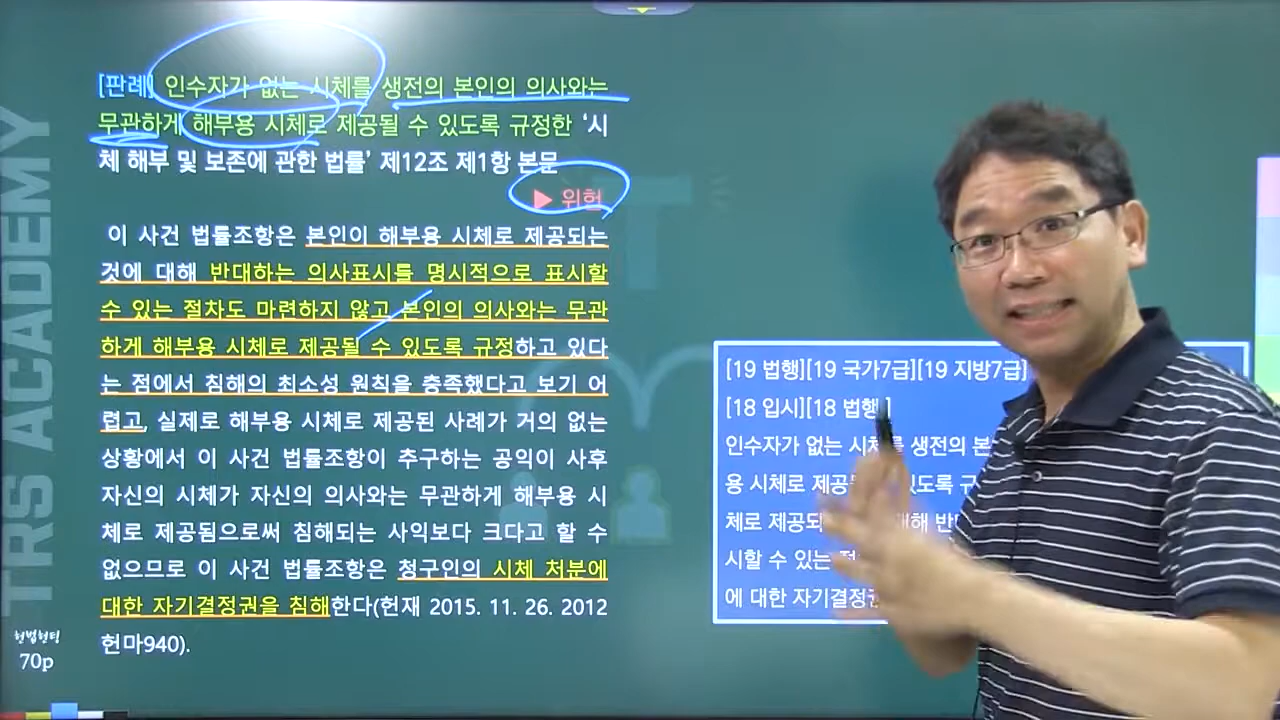 [판례] 인수자가 없는 시체를 생전의 본인의 의사와는
무관하게 해부용 시체로 제공될 수 있도록 규정한 ‘시
체 해부 및 보존에 관한 법률’ 제12조 제1항 본문
▶ 위헌
이 사건 법률조항은 본인이 해부용 시체로 제공되는
것에 대해 반대하는 의사표시를 명시적으로 표시할
수 있는 절차도 마련하지 않고 본인의 의사와는 무관
하게 해부용 시체로 제공될 수 있도록 규정하고 있다
는 점에서 침해의 최소성 원칙을 충족했다고 보기 어
렵고, 실제로 해부용 시체로 제공된 사례가 거의 없는
상황에서 이 사건 법률조항이 추구하는 공익이 사후
자신의 시체가 자신의 의사와는 무관하게 해부용 시
체로 제공됨으로써 침해되는 사익보다 크다고 할 수
없으므로 이 사건 법률조항은 청구인의 시체 처분에
대한 자기결정권을 침해한다(헌재 2015. 11. 26. 2012
헌마940).
[19 법행][19 국가7급][19 지방7급]
[18 입시][18 법행]
인수자가 없는 시체를 생전의
용 시체로
체로
시할 수 있는
에 대한
TRS ACADEMY
헌법헌팅
70p